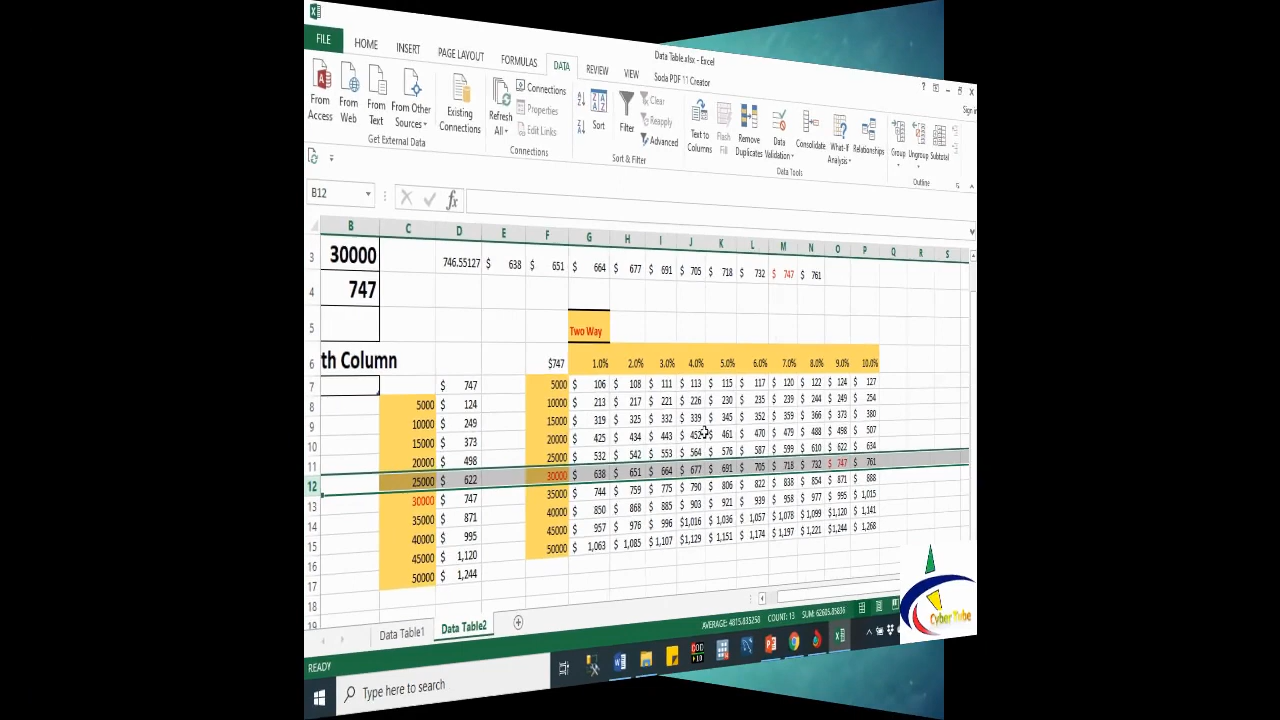 Data Table.xlsx - Excel
FILE HOME INSERT PAGE LAYOUT FORMULAS DATA REVIEW VIEW Soda PDF 11 Creator
Sign in
From Access
From Web
From Text
From Other Sources
Get External Data
Existing Connections
Refresh All
Connections
Properties
Edit Links
Connections
Sort
Filter
Clear
Reapply
Advanced
Sort & Filter
Text to Columns
Flash Fill
Remove Duplicates
Data Validation
Consolidate
What-If Analysis
Relationships
Data Tools
Group
Ungroup
Subtotal
Outline
B12
fx
B C D E F G H I J K L M N O P Q R S
3 30000 746.55127 $ 638 $ 651 $ 664 $ 677 $ 691 $ 705 $ 718 $ 732 $ 747 $ 761
4 747
5 Two Way
6 th Column $747 1.0% 2.0% 3.0% 4.0% 5.0% 6.0% 7.0% 8.0% 9.0% 10.0%
7 $ 747 5000 $ 106 $ 108 $ 111 $ 113 $ 115 $ 117 $ 120 $ 122 $ 124 $ 127
8 5000 $ 124 10000 $ 213 $ 217 $ 221 $ 226 $ 230 $ 235 $ 239 $ 244 $ 249 $ 254
9 10000 $ 249 15000 $ 319 $ 325 $ 332 $ 339 $ 345 $ 352 $ 359 $ 366 $ 373 $ 380
10 15000 $ 373 20000 $ 425 $ 434 $ 443 $ 452 $ 461 $ 470 $ 479 $ 488 $ 498 $ 507
11 20000 $ 498 25000 $ 532 $ 542 $ 553 $ 564 $ 576 $ 587 $ 599 $ 610 $ 622 $ 634
12 25000 $ 622 30000 $ 638 $ 651 $ 664 $ 677 $ 691 $ 705 $ 718 $ 732 $ 747 $ 761
13 30000 $ 747 35000 $ 744 $ 759 $ 775 $ 790 $ 806 $ 822 $ 838 $ 854 $ 871 $ 888
14 35000 $ 871 40000 $ 850 $ 868 $ 885 $ 903 $ 921 $ 939 $ 958 $ 977 $ 995 $ 1,015
15 40000 $ 995 45000 $ 957 $ 976 $ 996 $1,016 $ 1,036 $ 1,057 $ 1,078 $ 1,099 $ 1,120 $ 1,141
16 45000 $ 1,120 50000 $ 1,063 $ 1,085 $ 1,107 $1,129 $ 1,151 $ 1,174 $ 1,197 $ 1,221 $ 1,244 $ 1,268
17 50000 $ 1,244
18
19
Data Table1 Data Table2
READY AVERAGE: 4815.835250 COUNT: 13
Type here to search
Cyber Tube